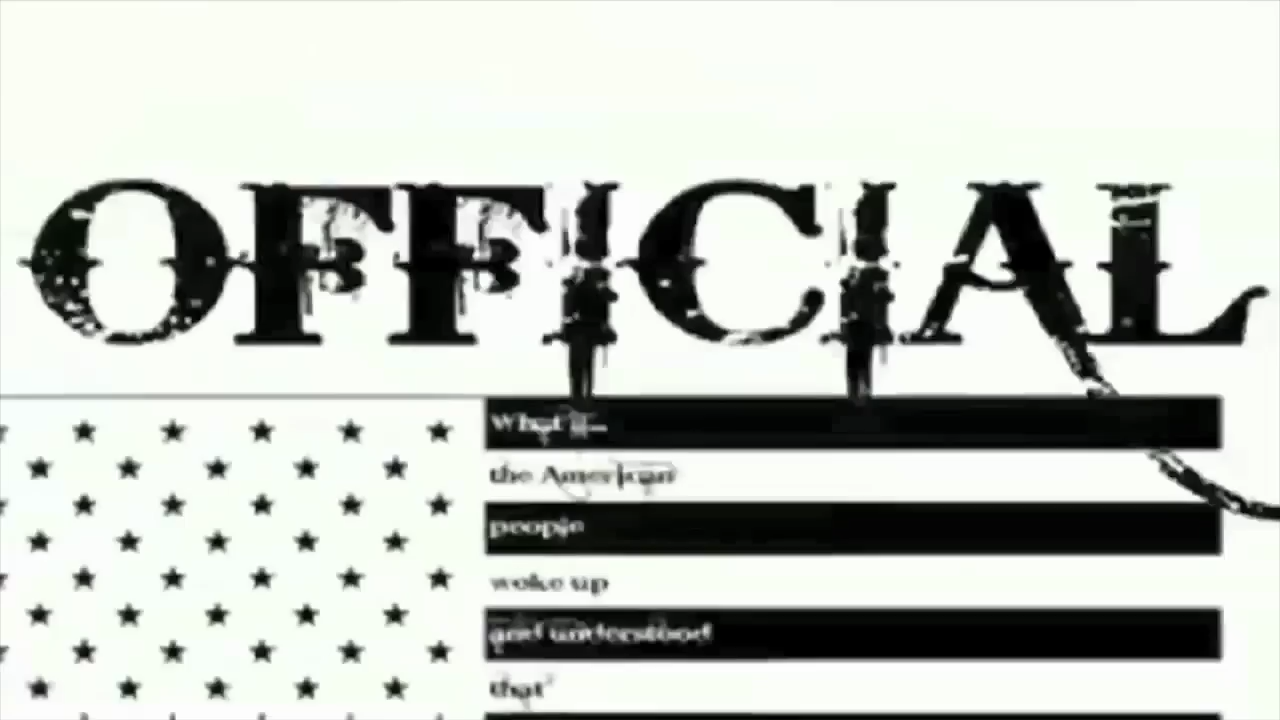 OFFICIAL
What if...
the American
people
woke up
and understood
that